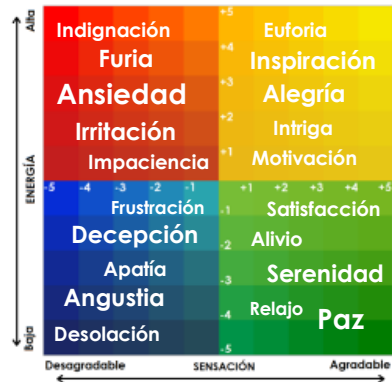 Alta
+5
Indignación
Euforia
Furia
+4
Inspiración
+3
Ansiedad
Alegría
+2
Irritación
Intriga
+1
Impaciencia
Motivación
ENERGÍA
-5 -4 -3 -2 -1 +1 +2 +3 +4 +5
Frustración
-1
Satisfacción
Decepción
Alivio
-2
Apatía
Serenidad
-3
Angustia
Relajo
Paz
-4
Desolación
-5
Baja
Desagradable SENSACIÓN Agradable